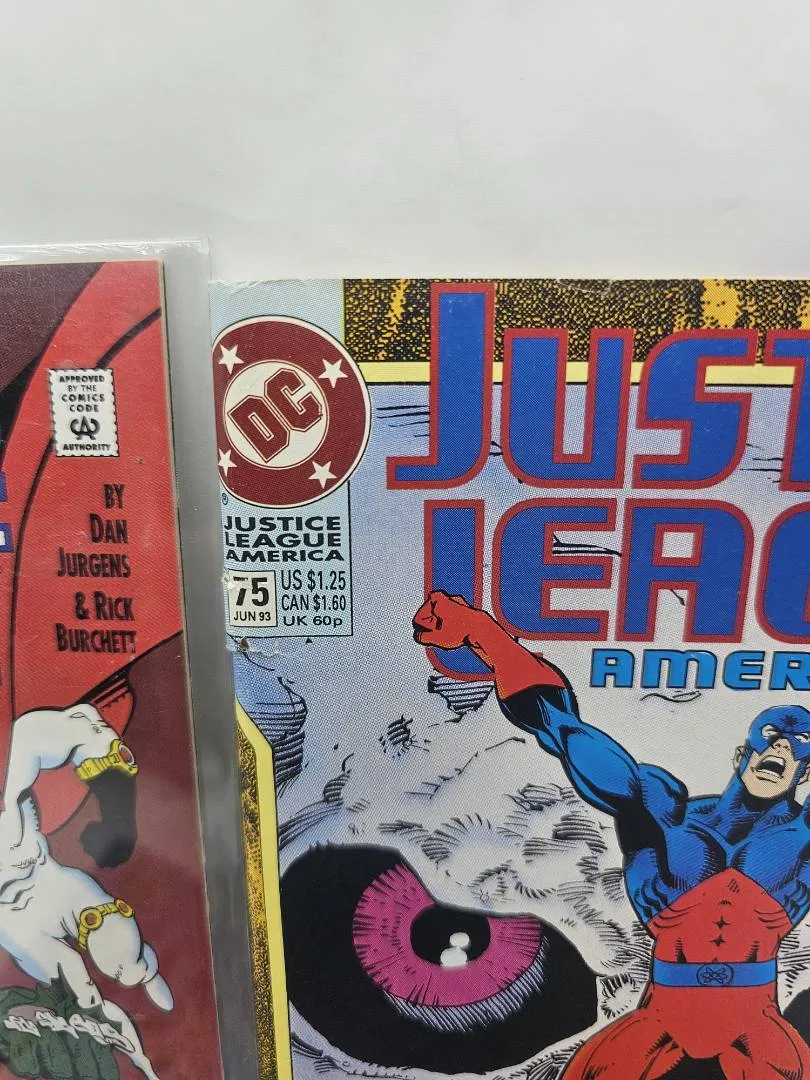 APPROVED
BY THE
COMICS
CODE
CA
AUTHORITY
BY
DAN
JURGENS
& RICK
BURCHETT
DC
®
JUSTICE
LEAGUE
AMERICA
75
JUN 93
US $1.25
CAN $1.60
UK 60p
JUST
LEAG
AMER